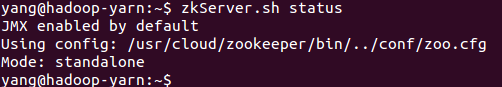 yang@hadoop-yarn:~$ zkServer.sh status
JMX enabled by default
Using config: /usr/cloud/zookeeper/bin/../conf/zoo.cfg
Mode: standalone
yang@hadoop-yarn:~$